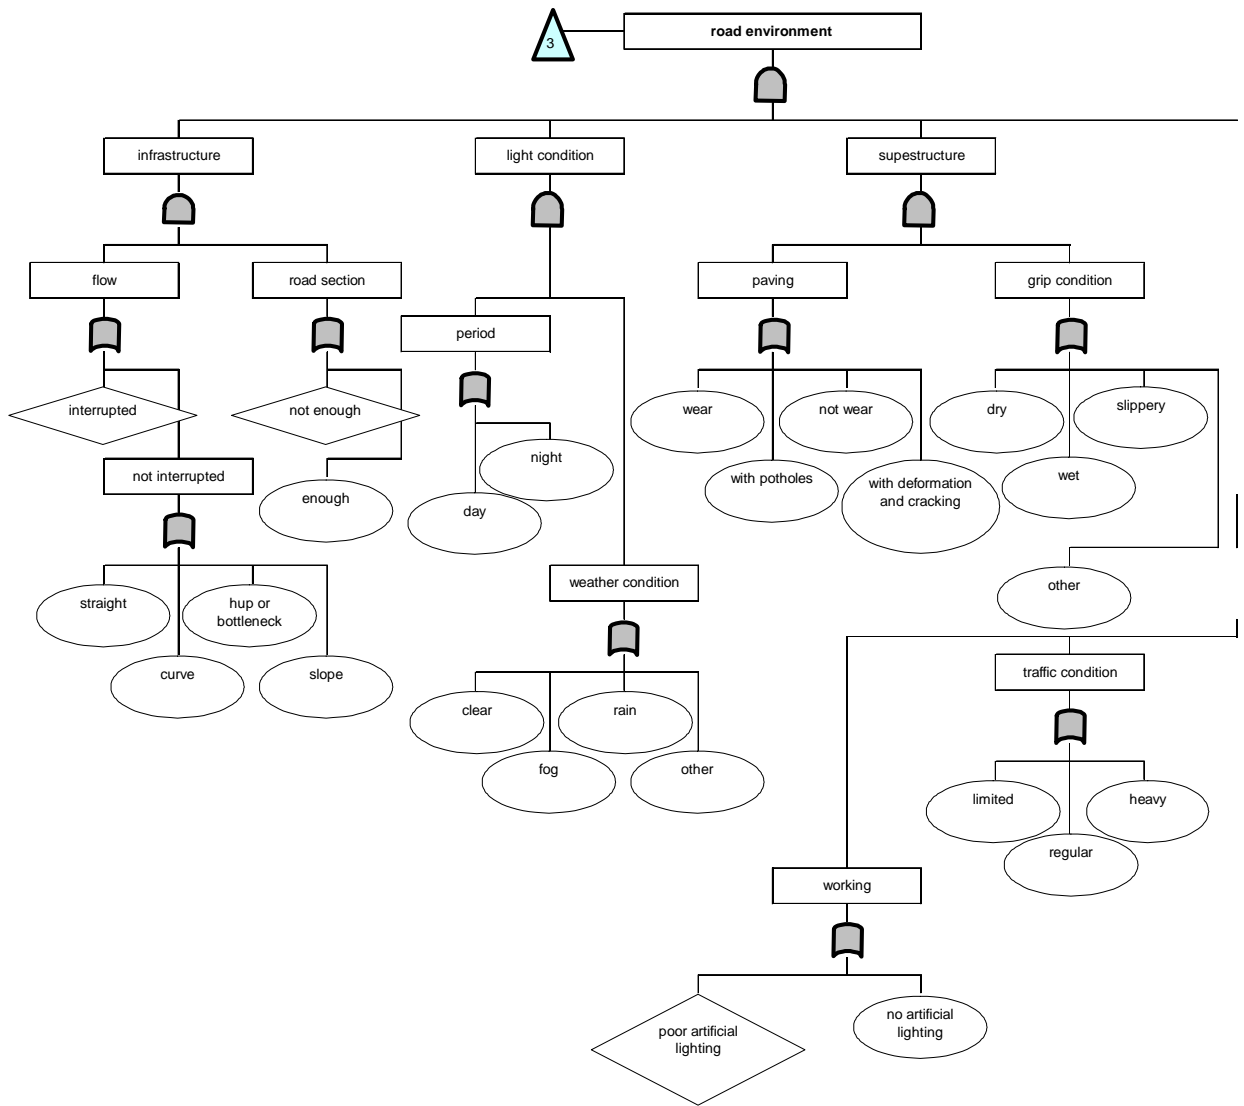 road environment
3
infrastructure
light condition
supestructure
flow
road section
paving
grip condition
period
interrupted
not enough
wear
not wear
dry
slippery
night
not interrupted
with potholes
with deformation
and cracking
wet
enough
day
weather condition
other
straight
hup or
bottleneck
curve
slope
traffic condition
clear
rain
fog
other
limited
heavy
regular
working
no artificial
lighting
poor artificial
lighting